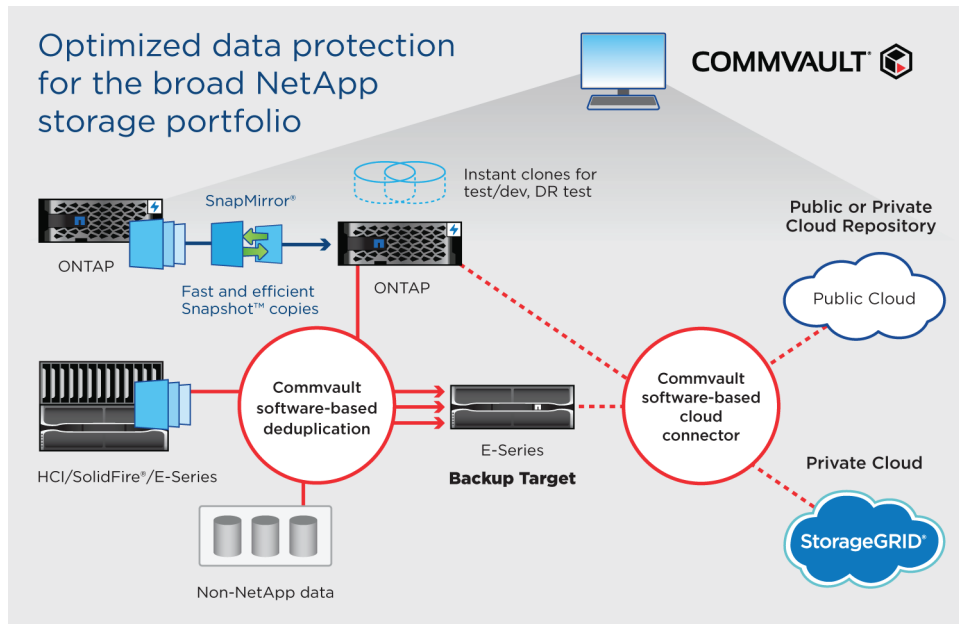 Optimized data protection
for the broad NetApp
storage portfolio
COMMVAULT®
Instant clones for
test/dev, DR test
SnapMirror®
Public or Private
Cloud Repository
ONTAP
ONTAP
Fast and efficient
Snapshot™ copies
Public Cloud
Commvault
software-based
deduplication
Commvault
software-based
cloud
connector
E-Series
Backup Target
HCI/SolidFire®/E-Series
Private Cloud
StorageGRID®
Non-NetApp data